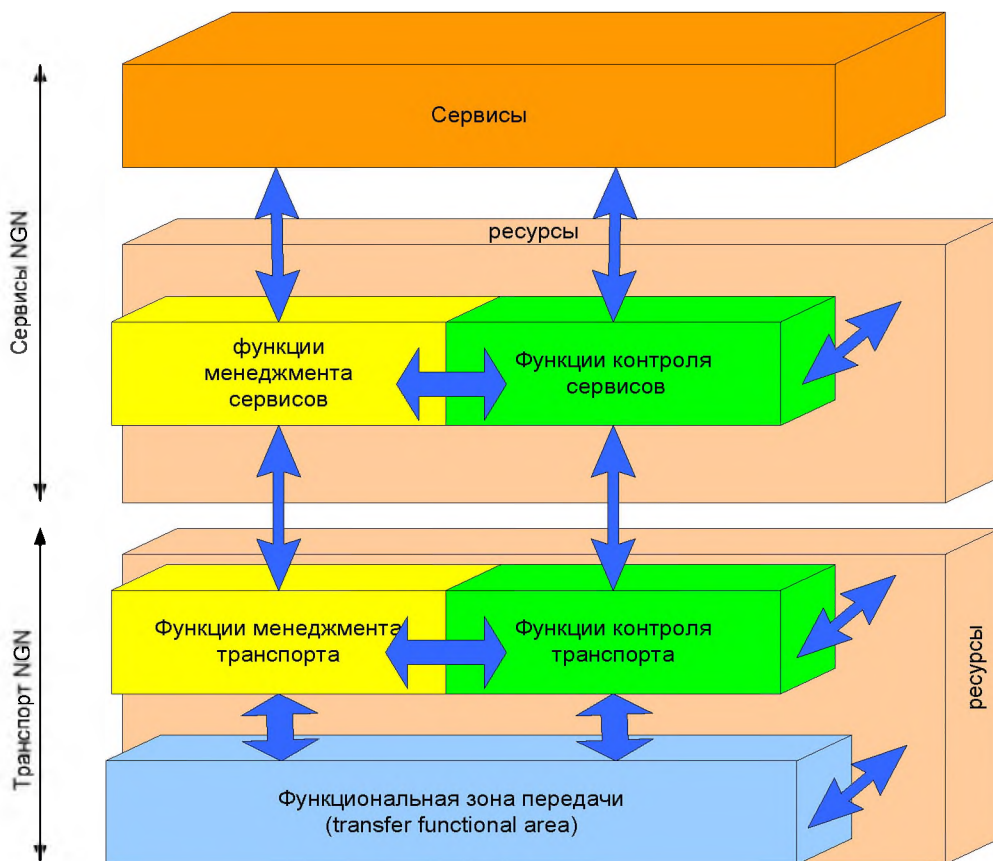 Сервисы
ресурсы
Сервисы NGN
функции
менеджмента
сервисов
Функции контроля
сервисов
Функции менеджмента
транспорта
Функции контроля
транспорта
ресурсы
Транспорт NGN
Функциональная зона передачи
(transfer functional area)